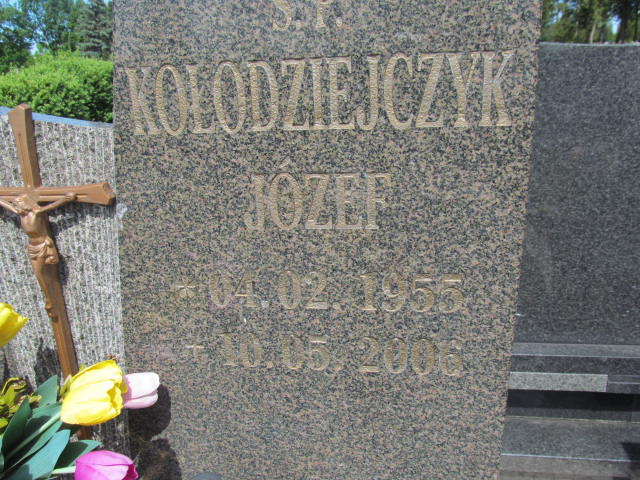 Ś. P.
KOŁODZIEJCZYK
JÓZEF
* 04.02.1955
+ 10.05.2006